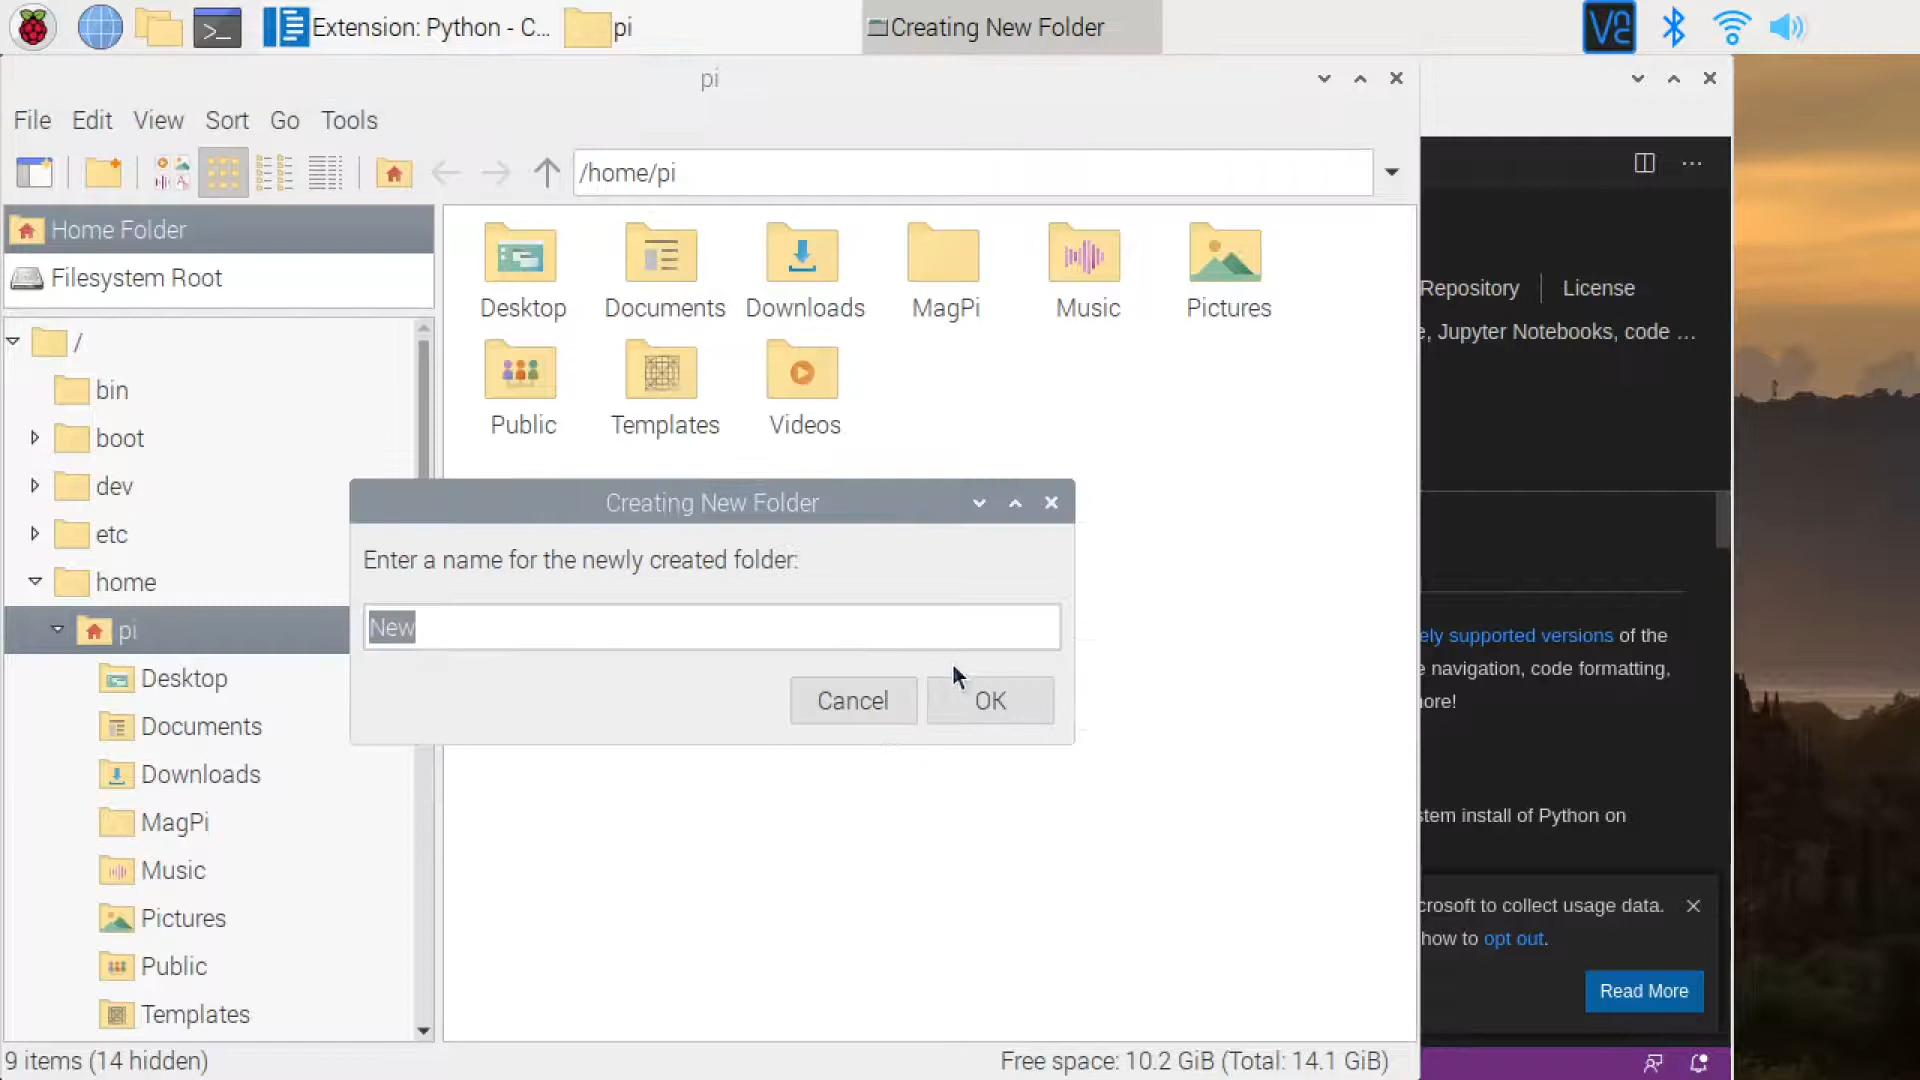 Extension: Python - C...
pi
Creating New Folder
pi
File Edit View Sort Go Tools
/home/pi
Home Folder
Filesystem Root
/
bin
boot
dev
etc
home
pi
Desktop
Documents
Downloads
MagPi
Music
Pictures
Public
Templates
Desktop
Documents
Downloads
MagPi
Music
Pictures
Public
Templates
Videos
Creating New Folder
Enter a name for the newly created folder:
New
Cancel
OK
Repository
License
e, Jupyter Notebooks, code ...
ely supported versions of the
navigation, code formatting,
ore!
stem install of Python on
crosoft to collect usage data.
how to opt out.
Read More
9 items (14 hidden)
Free space: 10.2 GiB (Total: 14.1 GiB)